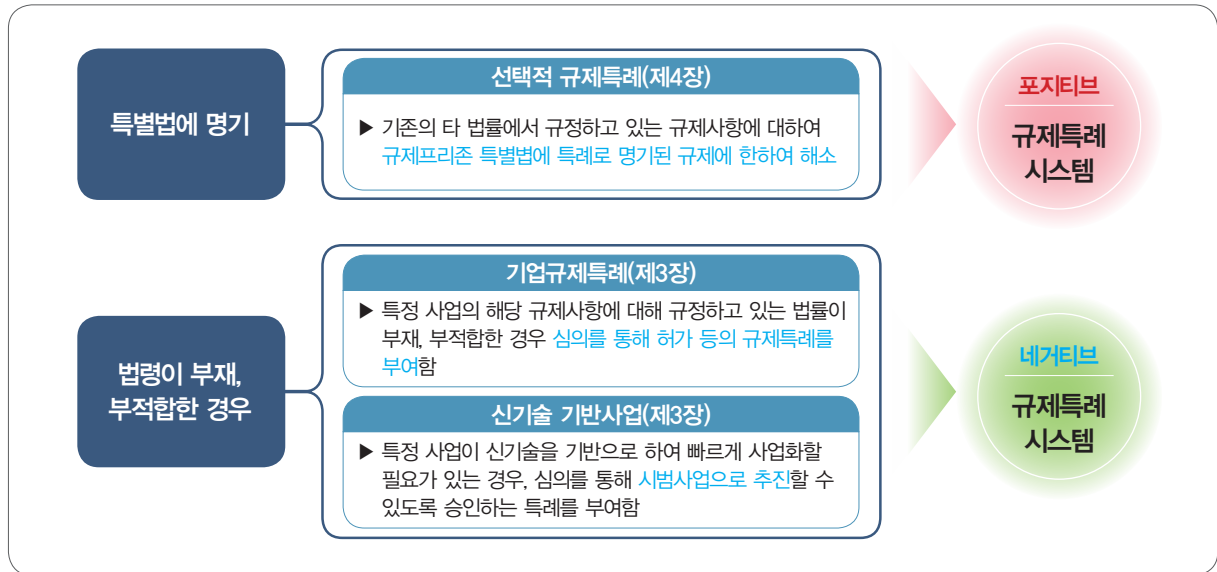 특별법에 명기
선택적 규제특례(제4장)
▶ 기존의 타 법률에서 규정하고 있는 규제사항에 대하여
규제프리존 특별볍에 특례로 명기된 규제에 한하여 해소
포지티브
규제특례
시스템
법령이 부재,
부적합한 경우
기업규제특례(제3장)
▶ 특정 사업의 해당 규제사항에 대해 규정하고 있는 법률이
부재, 부적합한 경우 심의를 통해 허가 등의 규제특례를
부여함
신기술 기반사업(제3장)
▶ 특정 사업이 신기술을 기반으로 하여 빠르게 사업화할
필요가 있는 경우, 심의를 통해 시범사업으로 추진할 수
있도록 승인하는 특례를 부여함
네거티브
규제특례
시스템